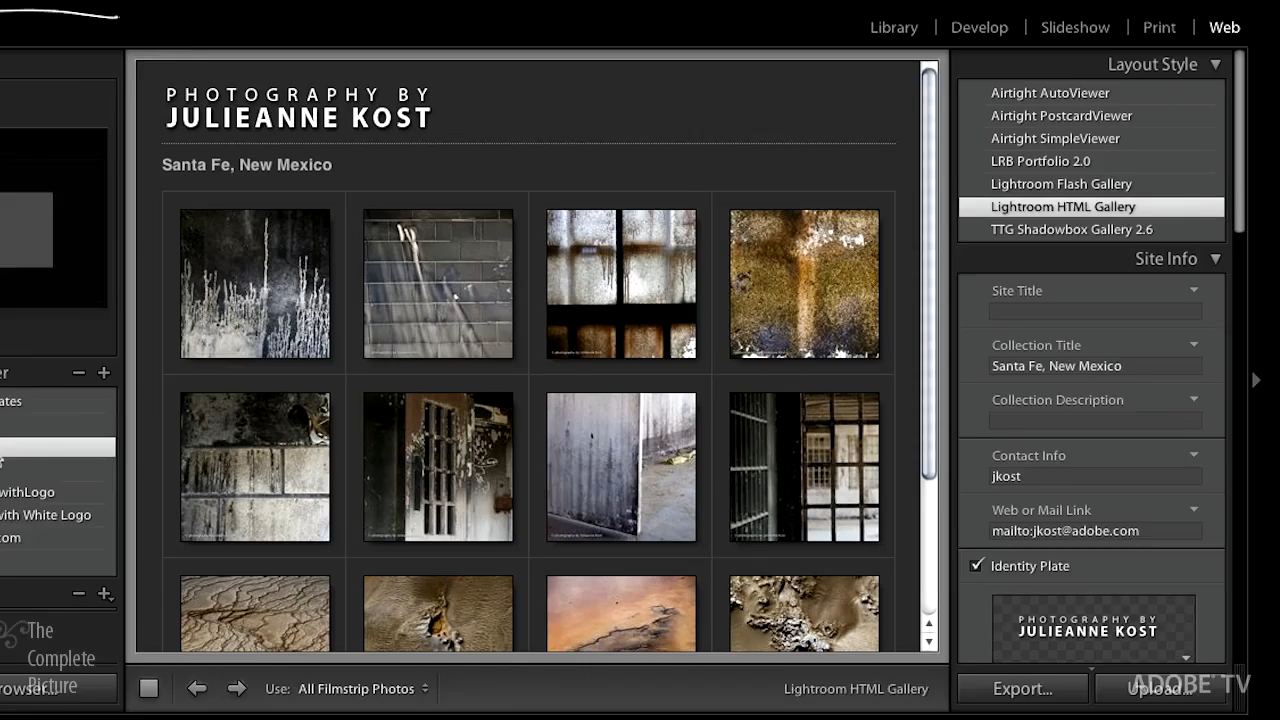 Library | Develop | Slideshow | Print | Web
PHOTOGRAPHY BY
JULIEANNE KOST
Santa Fe, New Mexico
Layout Style
Airtight AutoViewer
Airtight PostcardViewer
Airtight SimpleViewer
LRB Portfolio 2.0
Lightroom Flash Gallery
Lightroom HTML Gallery
TTG Shadowbox Gallery 2.6
Site Info
Site Title
Collection Title
Santa Fe, New Mexico
Collection Description
Contact Info
jkost
Web or Mail Link
mailto:jkost@adobe.com
Identity Plate
PHOTOGRAPHY BY
JULIEANNE KOST
Export...
Upload...
ADOBE TV
er
ates
withLogo
with White Logo
om
The
Complete
Picture
rowser...
Use: All Filmstrip Photos
Lightroom HTML Gallery